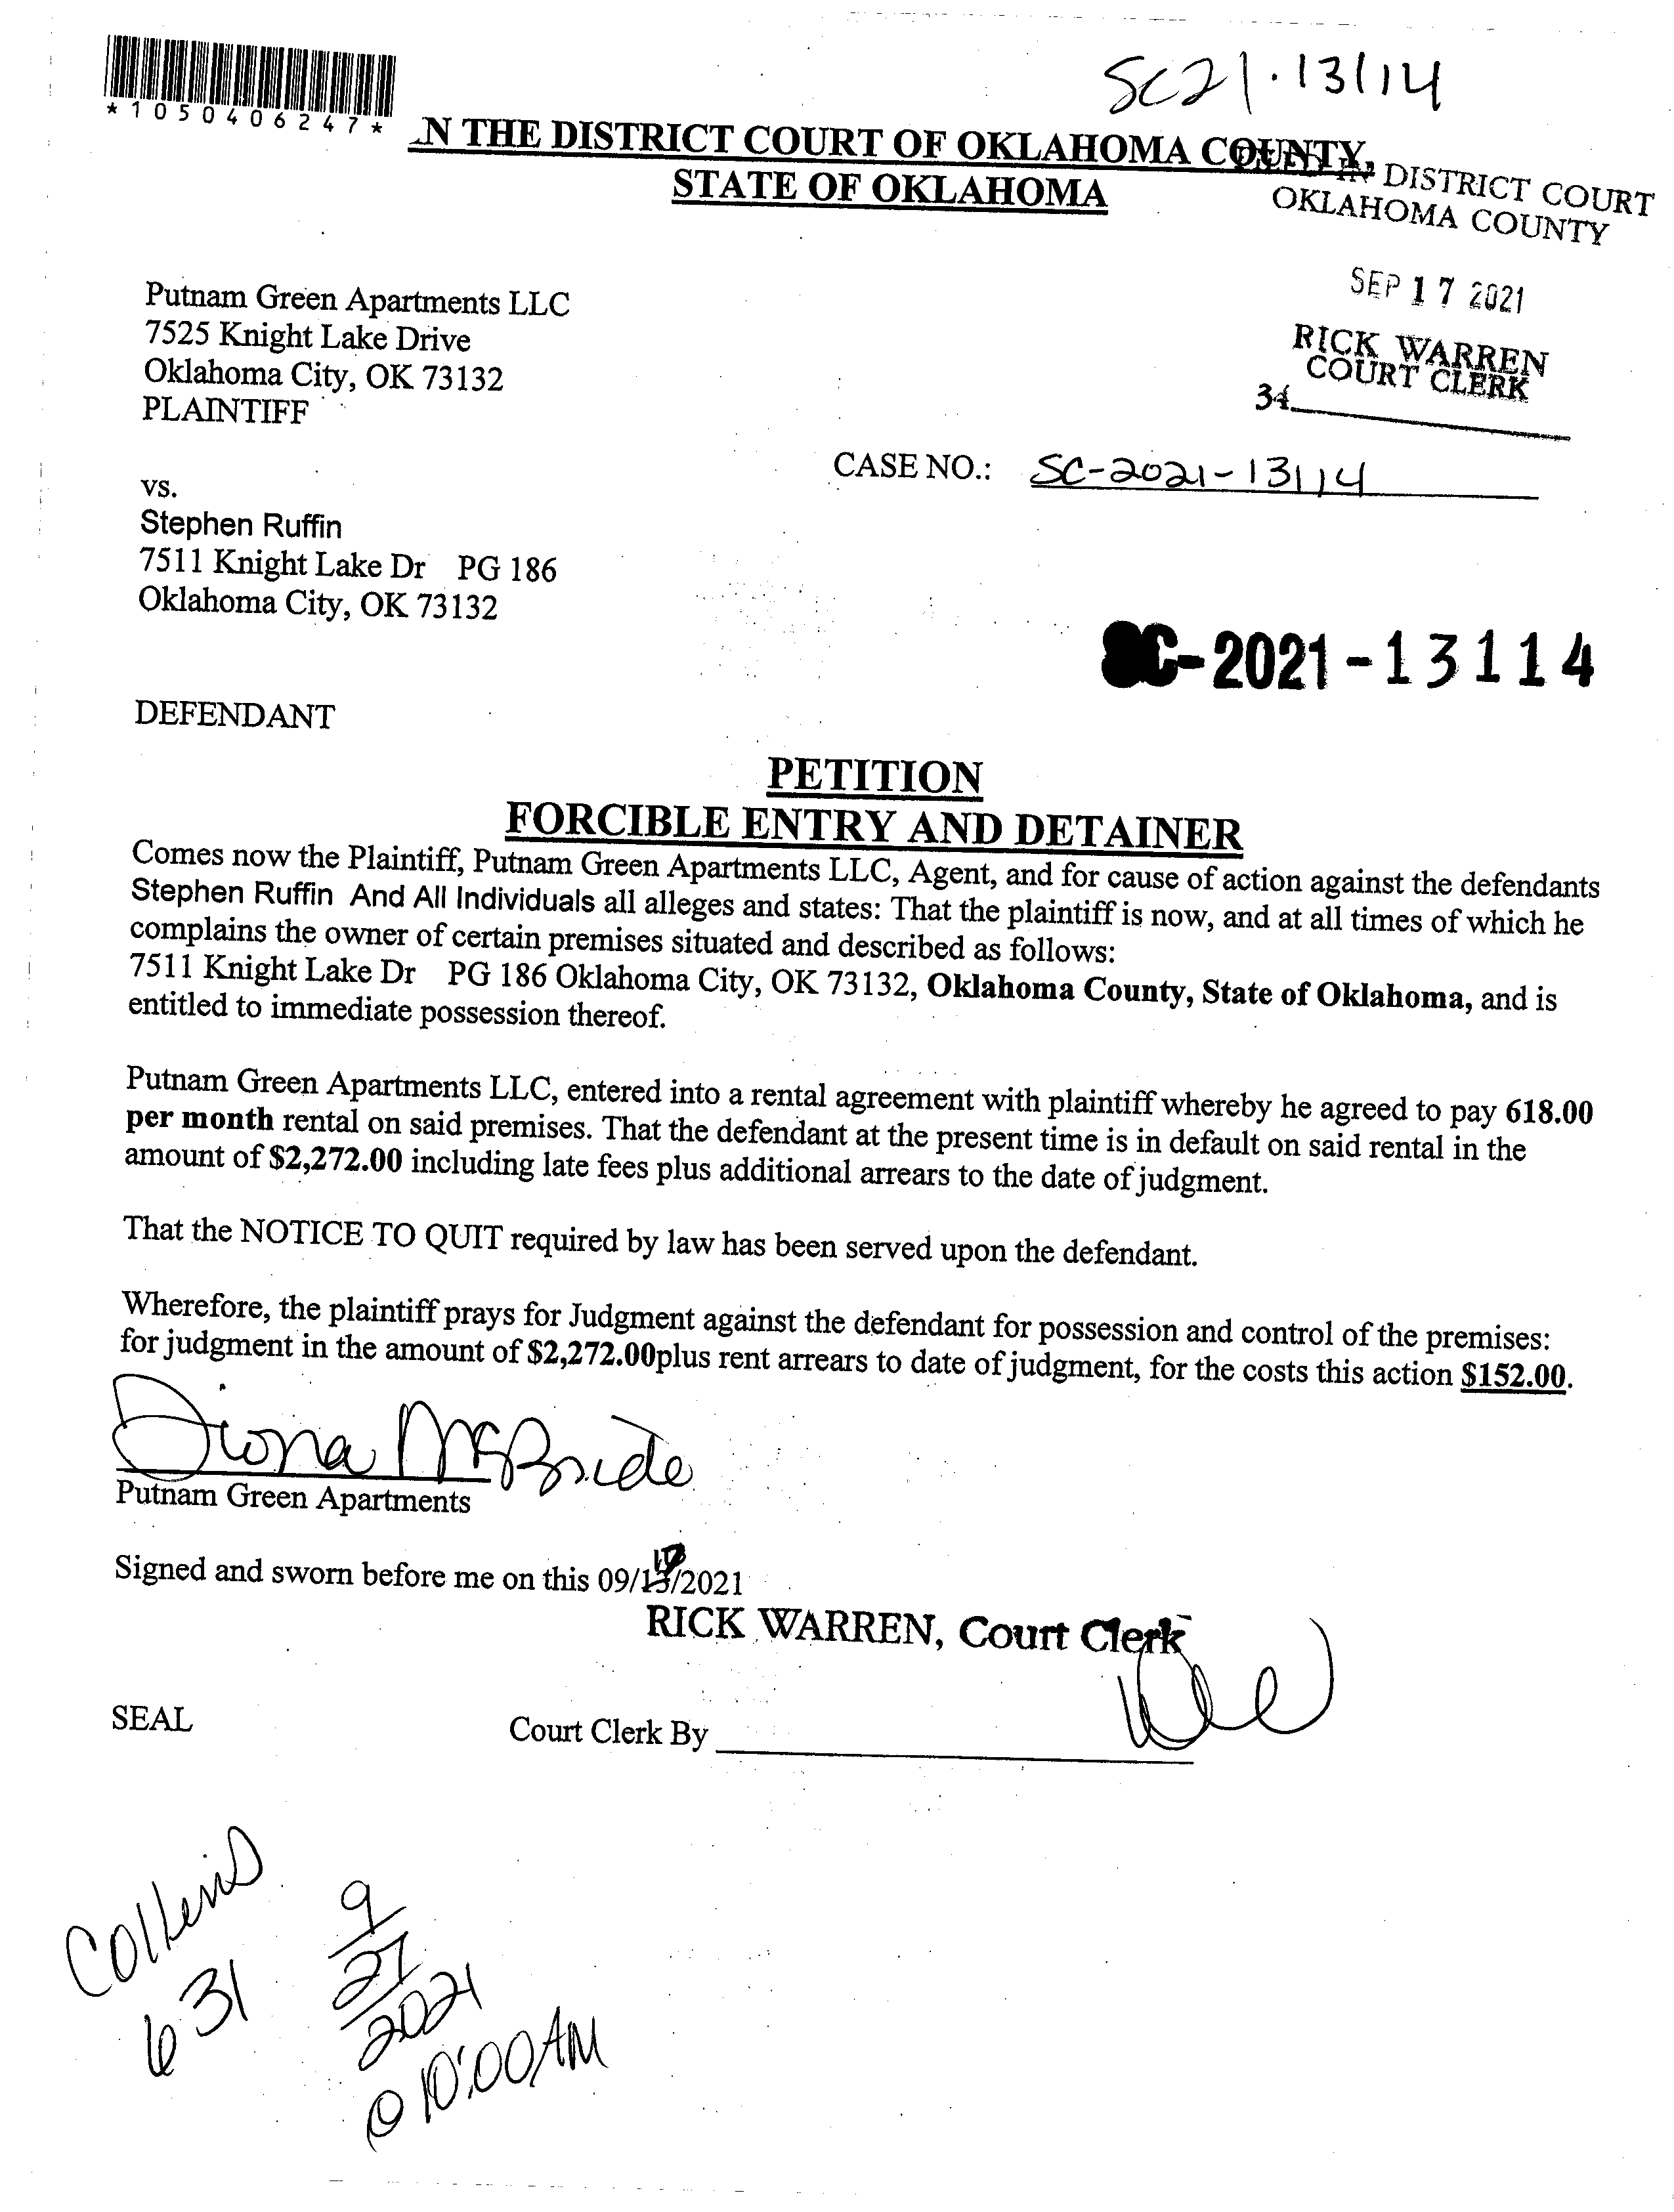 SC21.13114
*1050406247*
N THE DISTRICT COURT OF OKLAHOMA COUNTY,
STATE OF OKLAHOMA
IN DISTRICT COURT
OKLAHOMA COUNTY
SEP 17 2021
RICK WARREN
COURT CLERK
34
Putnam Green Apartments LLC
7525 Knight Lake Drive
Oklahoma City, OK 73132
PLAINTIFF
CASE NO.: SC-2021-13114
vs.
Stephen Ruffin
7511 Knight Lake Dr PG 186
Oklahoma City, OK 73132
SC-2021-13114
DEFENDANT
PETITION
FORCIBLE ENTRY AND DETAINER
Comes now the Plaintiff, Putnam Green Apartments LLC, Agent, and for cause of action against the defendants
Stephen Ruffin And All Individuals all alleges and states: That the plaintiff is now, and at all times of which he
complains the owner of certain premises situated and described as follows:
7511 Knight Lake Dr PG 186 Oklahoma City, OK 73132, Oklahoma County, State of Oklahoma, and is
entitled to immediate possession thereof.
Putnam Green Apartments LLC, entered into a rental agreement with plaintiff whereby he agreed to pay 618.00
per month rental on said premises. That the defendant at the present time is in default on said rental in the
amount of $2,272.00 including late fees plus additional arrears to the date of judgment.
That the NOTICE TO QUIT required by law has been served upon the defendant.
Wherefore, the plaintiff prays for Judgment against the defendant for possession and control of the premises:
for judgment in the amount of $2,272.00plus rent arrears to date of judgment, for the costs this action $152.00.
Diona McBride
Putnam Green Apartments
Signed and sworn before me on this 09/17/2021
RICK WARREN, Court Clerk
SEAL
Court Clerk By
Collens
631
9/27/2021
@ 10:00AM